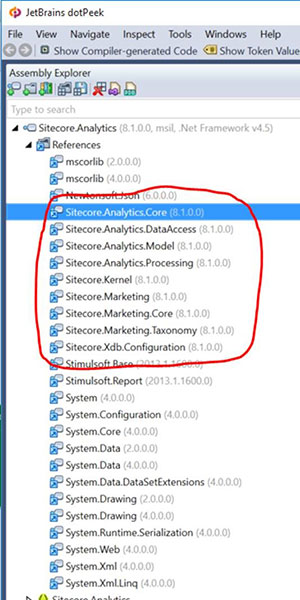 JetBrains dotPeek
File View Navigate Inspect Tools Windows Help
Show Compiler-generated Code Show Token Value
Assembly Explorer
Type to search
Sitecore.Analytics (8.1.0.0, msil, .Net Framework v4.5)
References
mscorlib (2.0.0.0)
mscorlib (4.0.0.0)
Newtonsoft.Json (6.0.0.0)
Sitecore.Analytics.Core (8.1.0.0)
Sitecore.Analytics.DataAccess (8.1.0.0)
Sitecore.Analytics.Model (8.1.0.0)
Sitecore.Analytics.Processing (8.1.0.0)
Sitecore.Kernel (8.1.0.0)
Sitecore.Marketing (8.1.0.0)
Sitecore.Marketing.Core (8.1.0.0)
Sitecore.Marketing.Taxonomy (8.1.0.0)
Sitecore.Xdb.Configuration (8.1.0.0)
Stimulsoft.Base (2013.1.1600.0)
Stimulsoft.Report (2013.1.1600.0)
System (4.0.0.0)
System.Configuration (4.0.0.0)
System.Core (4.0.0.0)
System.Data (2.0.0.0)
System.Data (4.0.0.0)
System.Data.DataSetExtensions (4.0.0.0)
System.Drawing (2.0.0.0)
System.Drawing (4.0.0.0)
System.Runtime.Serialization (4.0.0.0)
System.Web (4.0.0.0)
System.Xml (4.0.0.0)
System.Xml.Linq (4.0.0.0)
Sitecore.Analytics